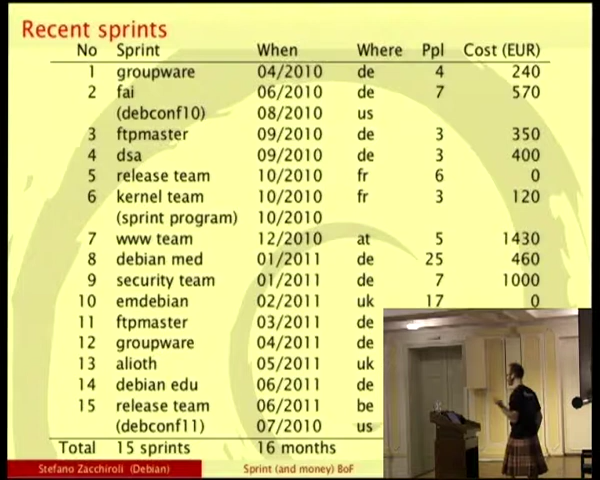 Recent sprints
No Sprint When Where Ppl Cost (EUR)
1 groupware 04/2010 de 4 240
2 fai 06/2010 de 7 570
(debconf10) 08/2010 us
3 ftpmaster 09/2010 de 3 350
4 dsa 09/2010 de 3 400
5 release team 10/2010 fr 6 0
6 kernel team 10/2010 fr 3 120
(sprint program) 10/2010
7 www team 12/2010 at 5 1430
8 debian med 01/2011 de 25 460
9 security team 01/2011 de 7 1000
10 emdebian 02/2011 uk 17 0
11 ftpmaster 03/2011 de
12 groupware 04/2011 de
13 alioth 05/2011 uk
14 debian edu 06/2011 de
15 release team 06/2011 be
(debconf11) 07/2010 us
Total 15 sprints 16 months
Stefano Zacchiroli (Debian) Sprint (and money) BoF